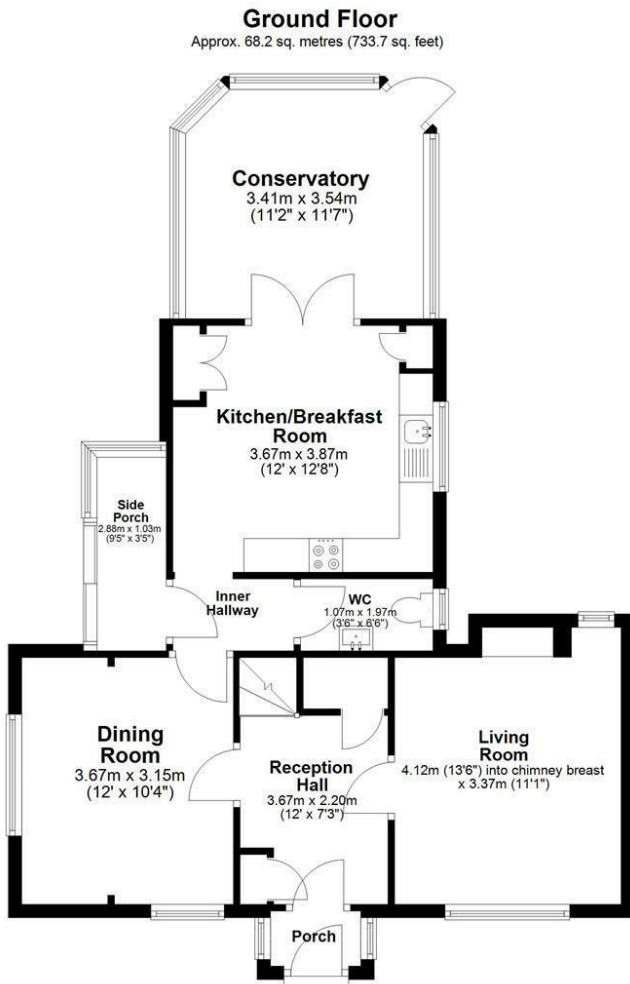 Ground Floor
Approx. 68.2 sq. metres (733.7 sq. feet)
Conservatory
3.41m x 3.54m
(11'2" x 11'7")
Kitchen/Breakfast
Room
3.67m x 3.87m
(12' x 12'8")
Side
Porch
2.88m x 1.03m
(9'5" x 3'5")
Inner
Hallway
WC
1.07m x 1.97m
(3'6" x 6'6")
Dining
Room
3.67m x 3.15m
(12' x 10'4")
Reception
Hall
3.67m x 2.20m
(12' x 7'3")
Living
Room
4.12m (13'6") into chimney breast
x 3.37m (11'1")
Porch